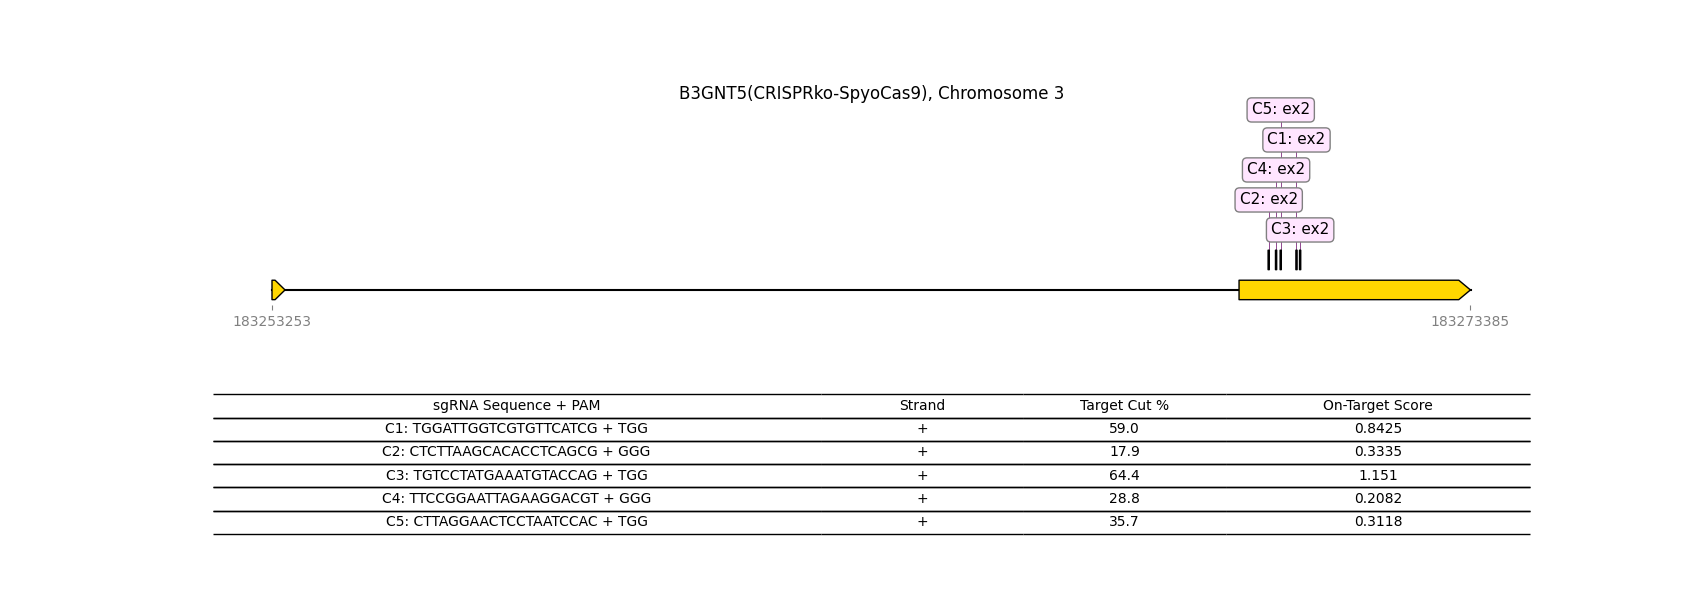 B3GNT5(CRISPRko-SpyoCas9), Chromosome 3
C5: ex2
C1: ex2
C4: ex2
C2: ex2
C3: ex2
183253253 183273385
sgRNA Sequence + PAM Strand Target Cut % On-Target Score
C1: TGGATTGGTCGTGTTCATCG + TGG + 59.0 0.8425
C2: CTCTTAAGCACACCTCAGCG + GGG + 17.9 0.3335
C3: TGTCCTATGAAATGTACCAG + TGG + 64.4 1.151
C4: TTCCGGAATTAGAAGGACGT + GGG + 28.8 0.2082
C5: CTTAGGAACTCCTAATCCAC + TGG + 35.7 0.3118